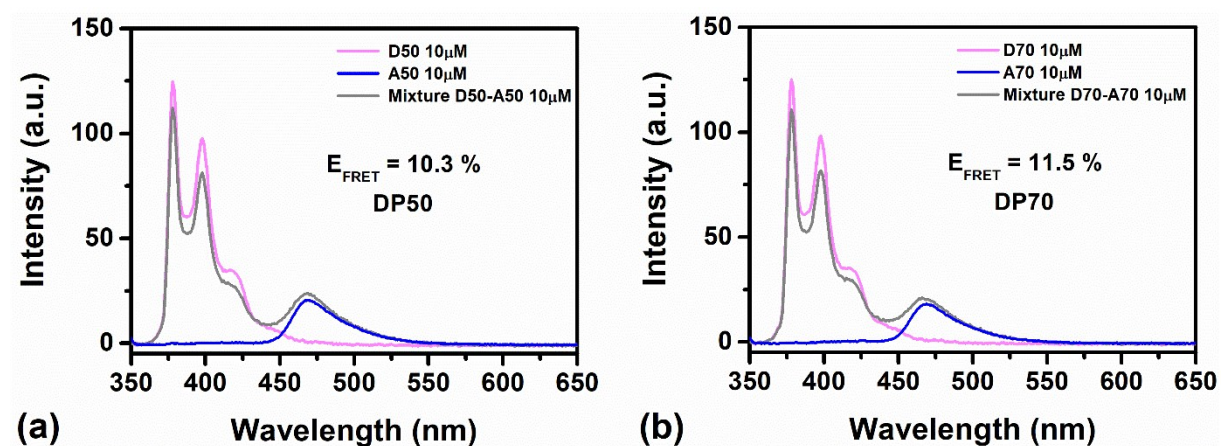 150
D50 10μM
A50 10μM
Mixture D50-A50 10μM
100
E_FRET = 10.3 %
DP50
50
0
Intensity (a.u.)
350 400 450 500 550 600 650
(a) Wavelength (nm)
150
D70 10μM
A70 10μM
Mixture D70-A70 10μM
100
E_FRET = 11.5 %
DP70
50
0
Intensity (a.u.)
350 400 450 500 550 600 650
(b) Wavelength (nm)